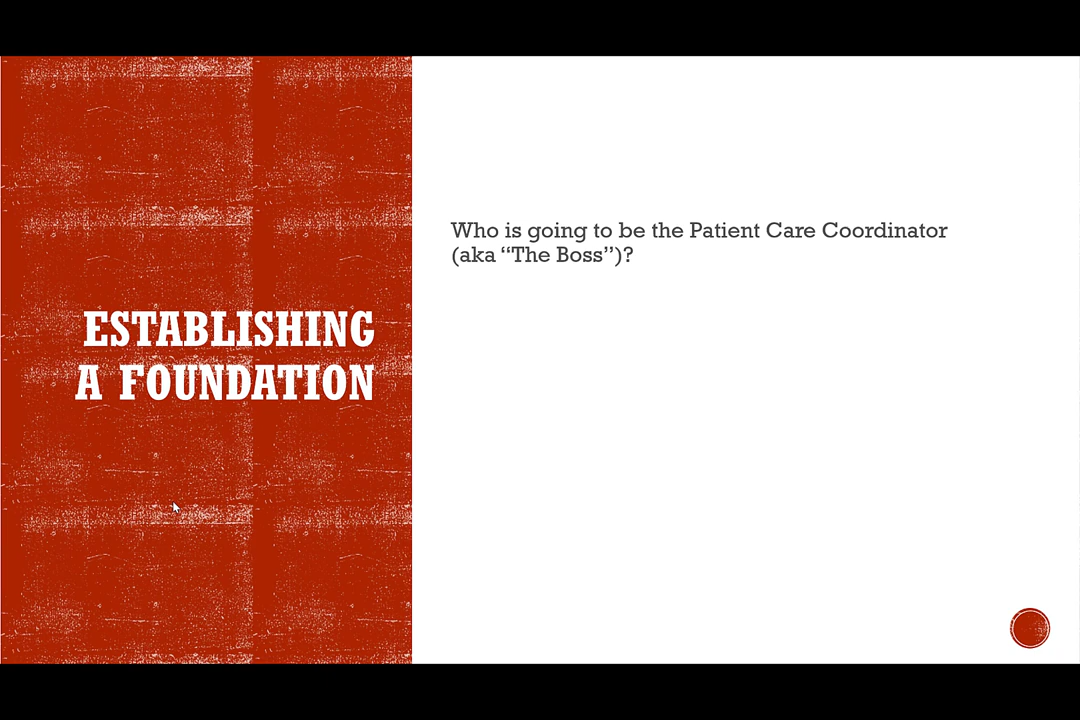 ESTABLISHING
A FOUNDATION
Who is going to be the Patient Care Coordinator
(aka “The Boss”)?